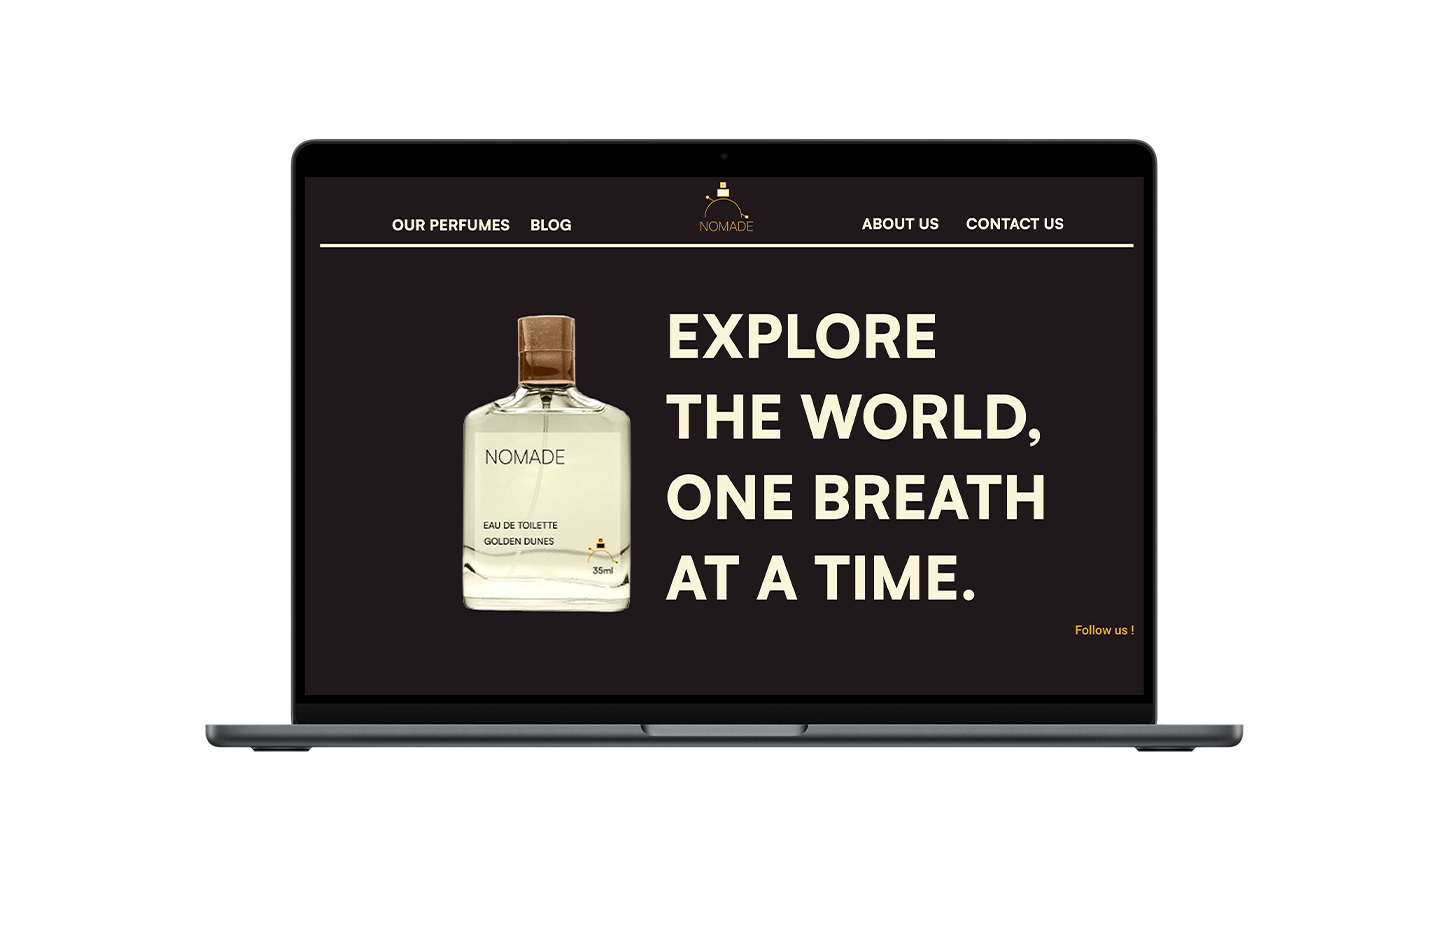 OUR PERFUMES BLOG NOMADE ABOUT US CONTACT US
EXPLORE
THE WORLD,
ONE BREATH
AT A TIME.
NOMADE
EAU DE TOILETTE
GOLDEN DUNES
35ml
Follow us !